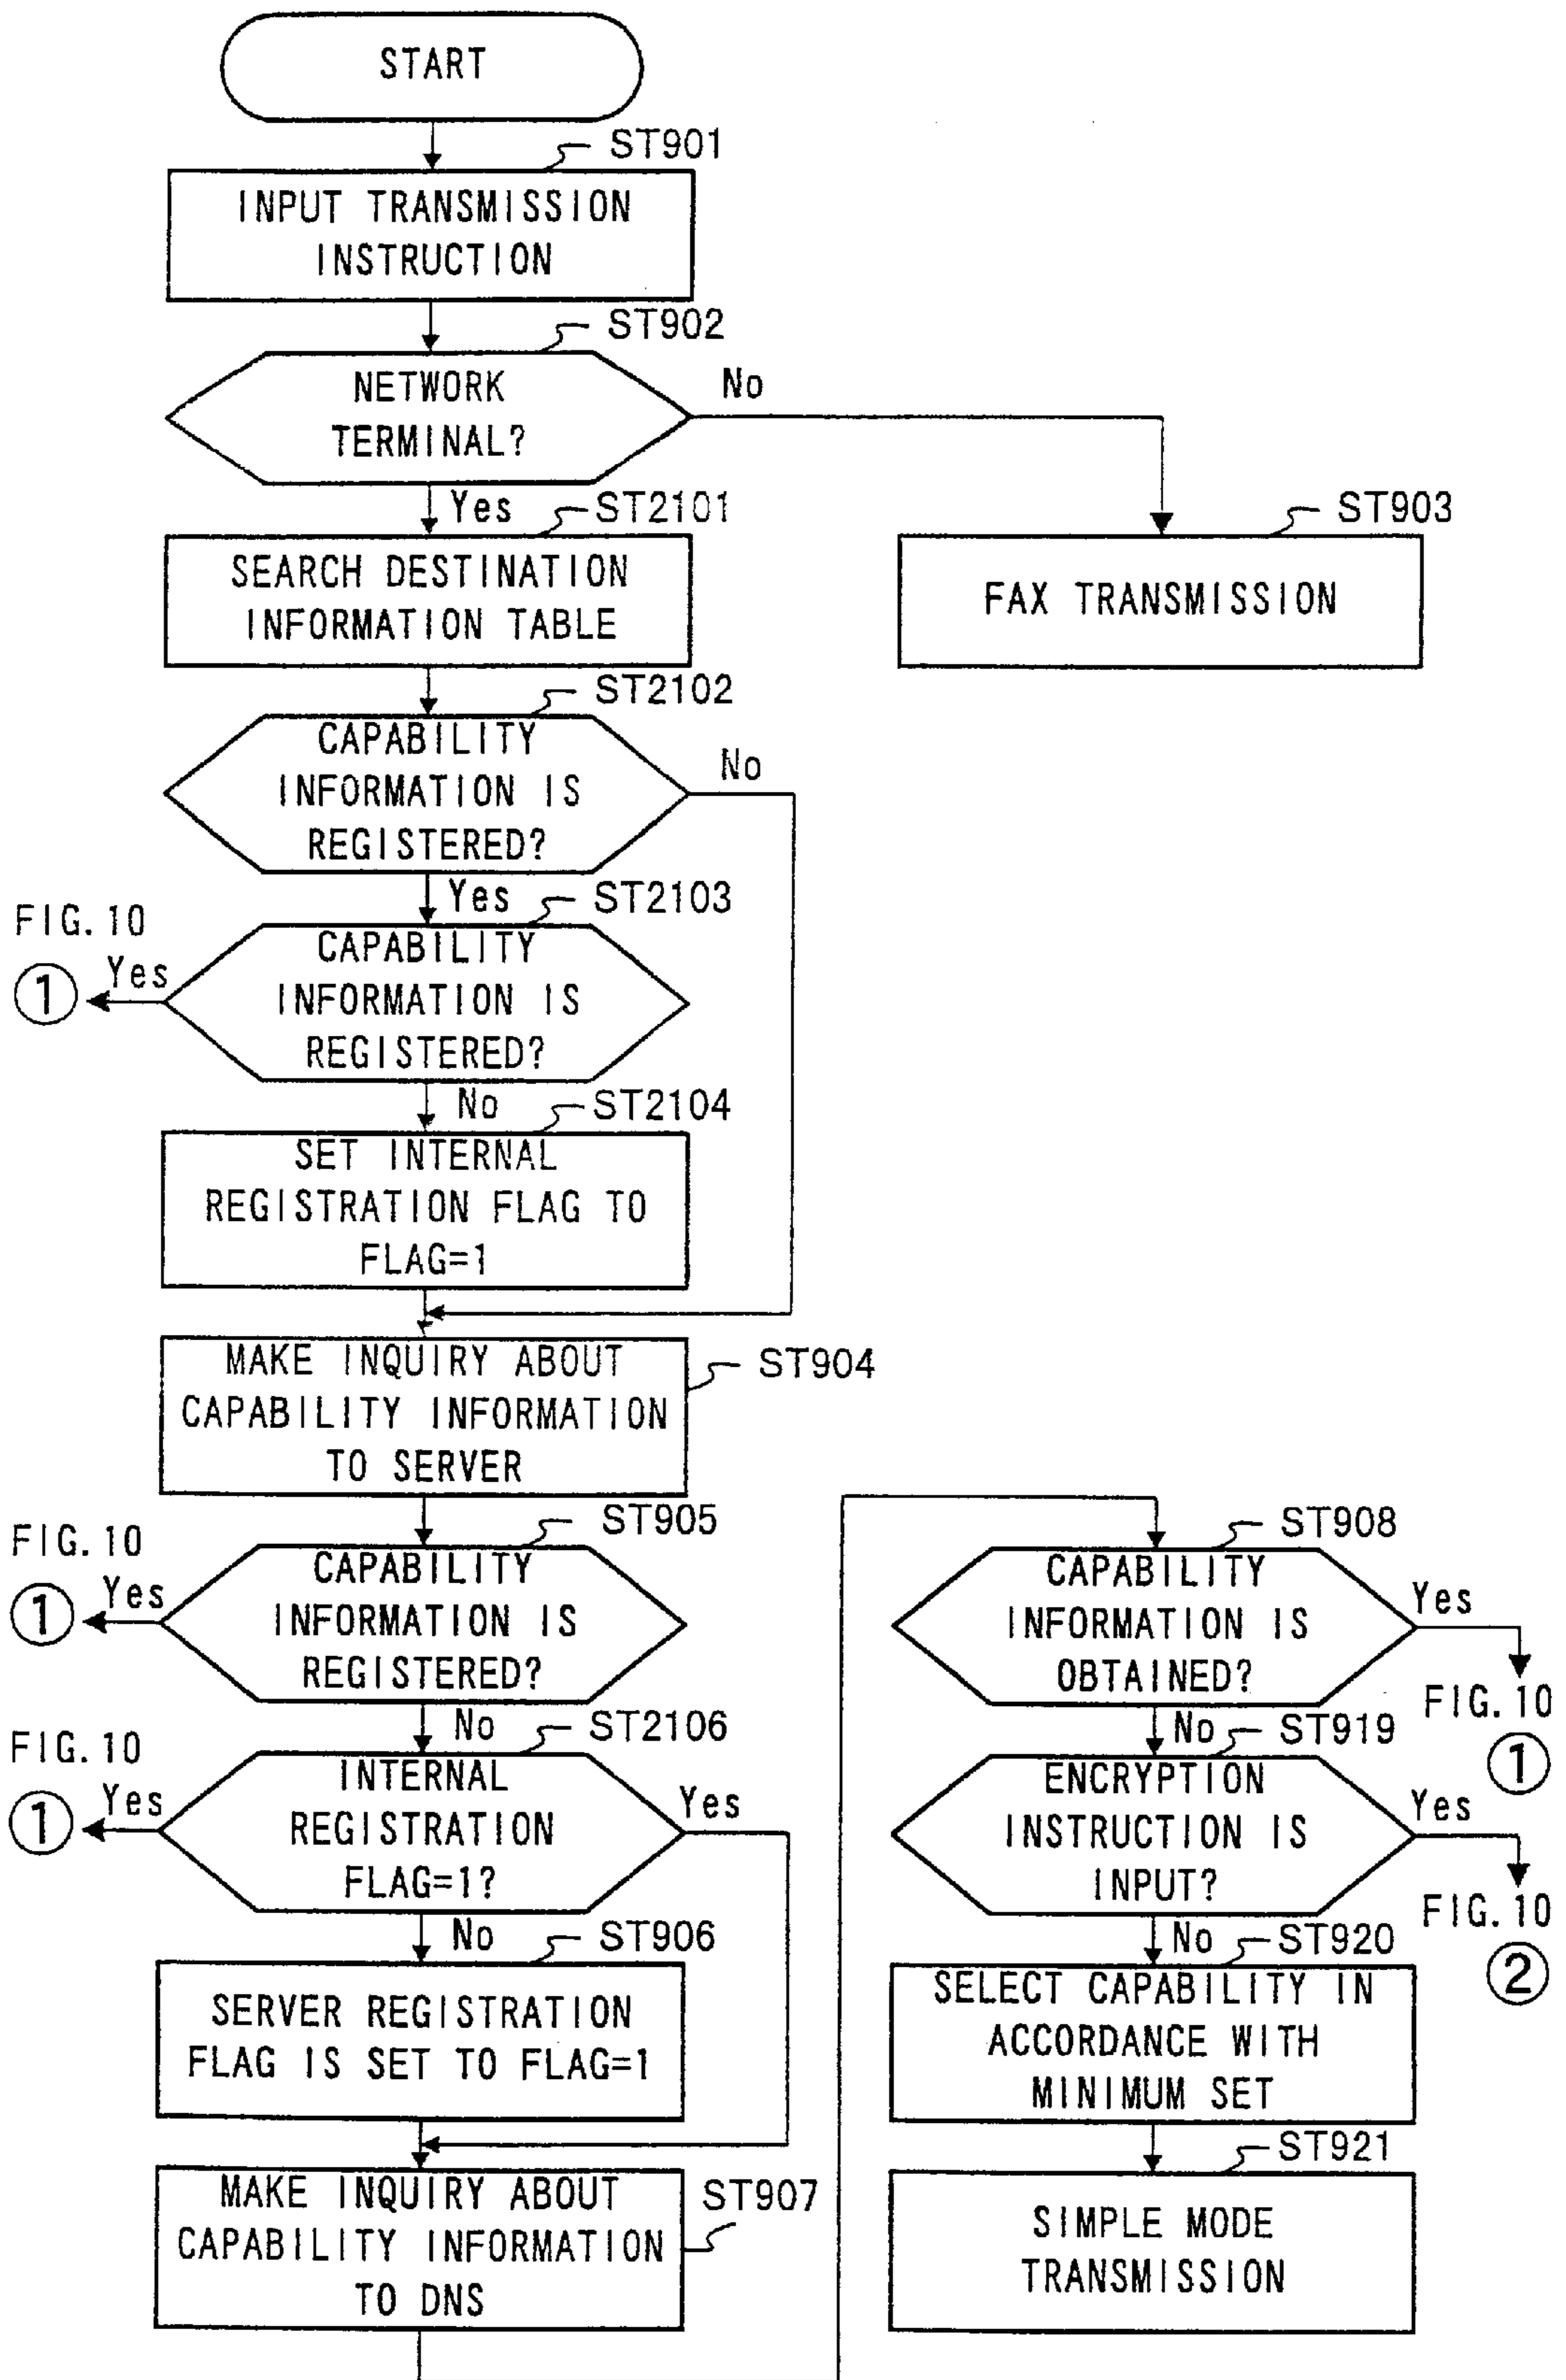 START
ST901
INPUT TRANSMISSION
INSTRUCTION
ST902
NETWORK
TERMINAL?
No
Yes
ST2101
SEARCH DESTINATION
INFORMATION TABLE
ST903
FAX TRANSMISSION
ST2102
CAPABILITY
INFORMATION IS
REGISTERED?
No
Yes
ST2103
FIG.10
1
Yes
CAPABILITY
INFORMATION IS
REGISTERED?
No
ST2104
SET INTERNAL
REGISTRATION FLAG TO
FLAG=1
MAKE INQUIRY ABOUT
CAPABILITY INFORMATION
TO SERVER
ST904
ST905
FIG.10
1
Yes
CAPABILITY
INFORMATION IS
REGISTERED?
No
ST2106
FIG.10
1
Yes
INTERNAL
REGISTRATION
FLAG=1?
Yes
No
ST906
SERVER REGISTRATION
FLAG IS SET TO FLAG=1
MAKE INQUIRY ABOUT
CAPABILITY INFORMATION
TO DNS
ST907
ST908
CAPABILITY
INFORMATION IS
OBTAINED?
Yes
FIG.10
1
No
ST919
ENCRYPTION
INSTRUCTION IS
INPUT?
Yes
FIG.10
2
No
ST920
SELECT CAPABILITY IN
ACCORDANCE WITH
MINIMUM SET
ST921
SIMPLE MODE
TRANSMISSION